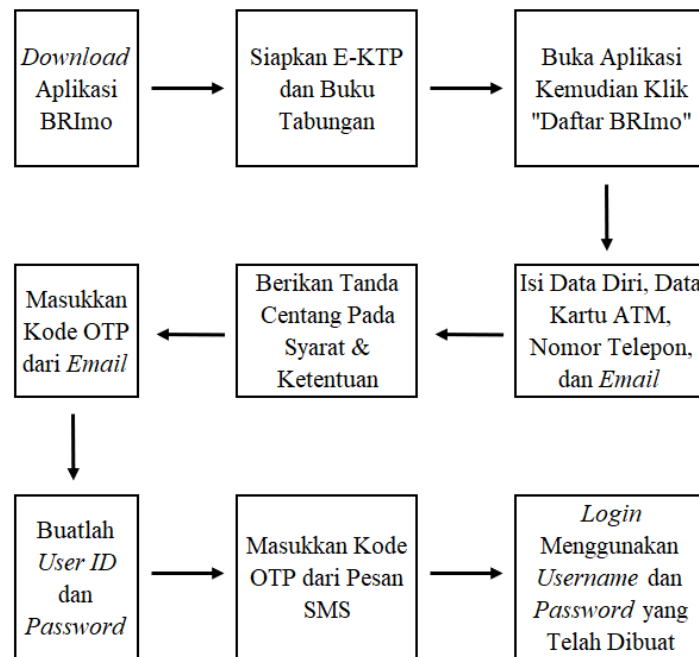 Download
Aplikasi
BRImo
Siapkan E-KTP
dan Buku
Tabungan
Buka Aplikasi
Kemudian Klik
"Daftar BRImo"
Isi Data Diri, Data
Kartu ATM,
Nomor Telepon,
dan Email
Berikan Tanda
Centang Pada
Syarat &
Ketentuan
Masukkan
Kode OTP
dari Email
Buatlah
User ID
dan
Password
Masukkan Kode
OTP dari Pesan
SMS
Login
Menggunakan
Username dan
Password yang
Telah Dibuat